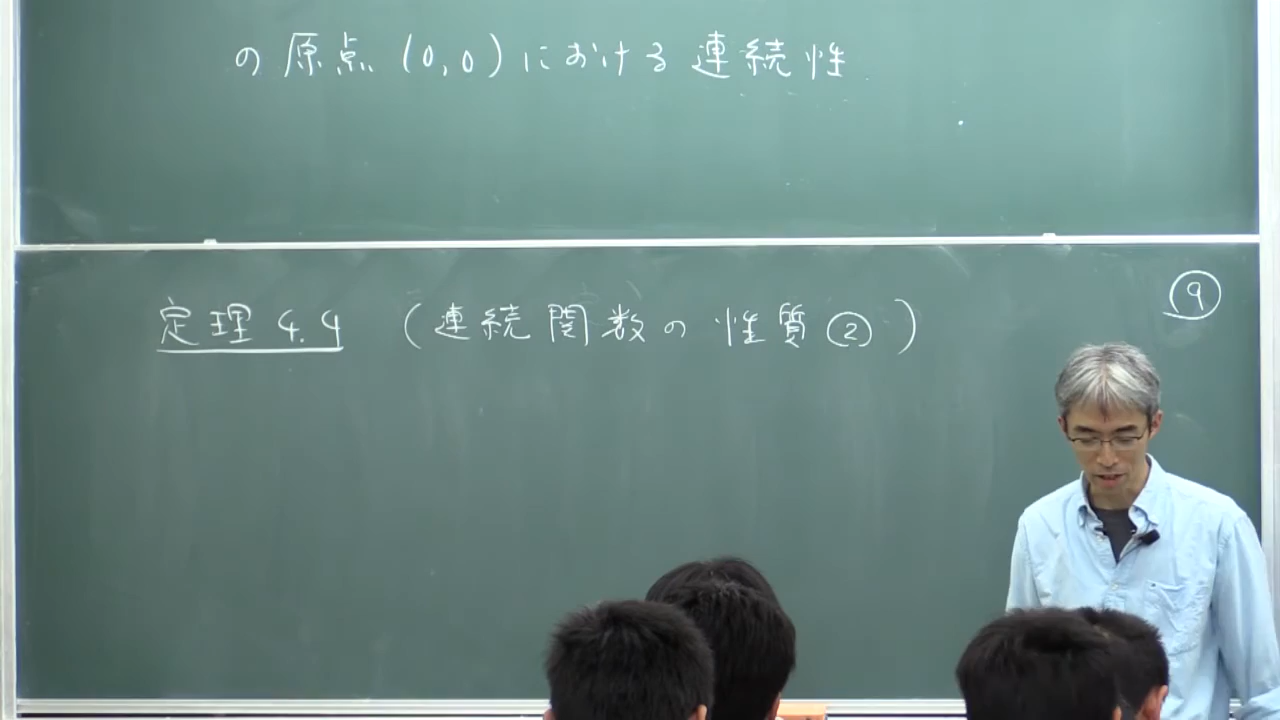 の原点 (0,0) における連続性
⑨
定理 4.4 (連続関数の性質②)